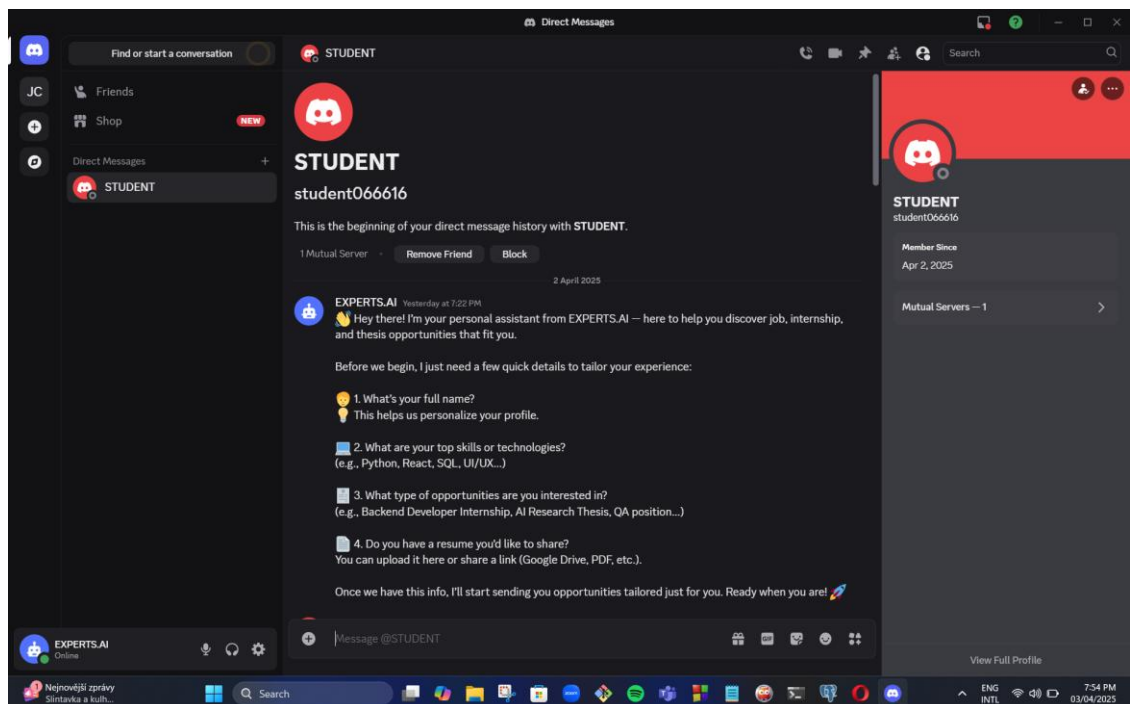 Direct Messages
Find or start a conversation
STUDENT
Search
JC
Friends
Shop
NEW
Direct Messages
STUDENT
STUDENT
student066616
This is the beginning of your direct message history with STUDENT.
1 Mutual Server
Remove Friend
Block
2 April 2025
EXPERTS.AI Yesterday at 7:22 PM
Hey there! I'm your personal assistant from EXPERTS.AI — here to help you discover job, internship,
and thesis opportunities that fit you.
Before we begin, I just need a few quick details to tailor your experience:
1. What's your full name?
This helps us personalize your profile.
2. What are your top skills or technologies?
(e.g., Python, React, SQL, UI/UX...)
3. What type of opportunities are you interested in?
(e.g., Backend Developer Internship, AI Research Thesis, QA position...)
4. Do you have a resume you'd like to share?
You can upload it here or share a link (Google Drive, PDF, etc.).
Once we have this info, I'll start sending you opportunities tailored just for you. Ready when you are!
Message @STUDENT
GIF
STUDENT
student066616
Member Since
Apr 2, 2025
Mutual Servers — 1
View Full Profile
EXPERTS.AI
Online
Nejnovější zprávy
Slintavka a kulh...
Search
ENG
INTL
7:54 PM
03/04/2025